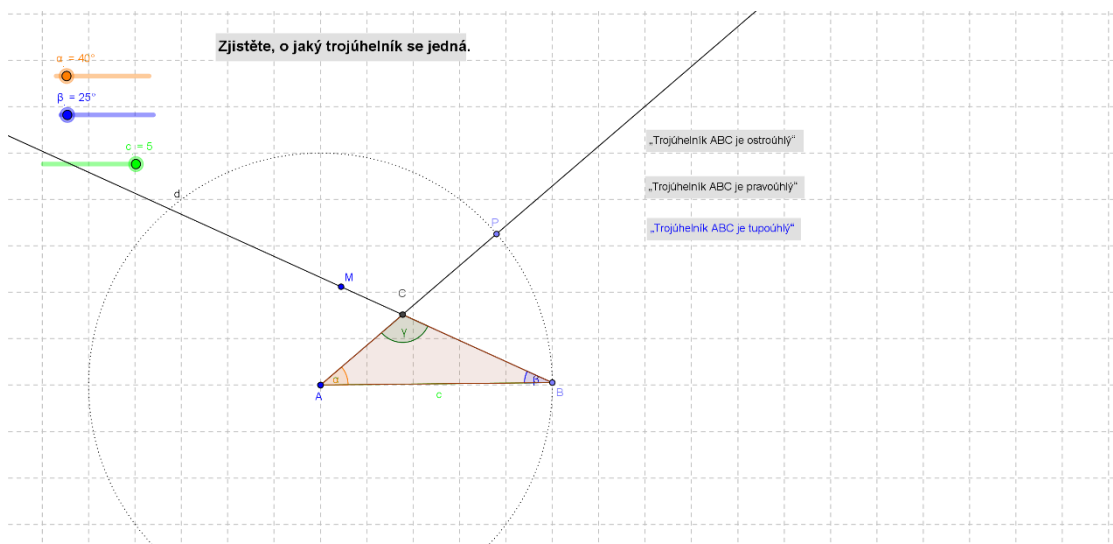 Zjistěte, o jaký trojúhelník se jedná.
α = 40°
β = 25°
c = 5
„Trojúhelník ABC je ostroúhlý“
„Trojúhelník ABC je pravoúhlý“
„Trojúhelník ABC je tupoúhlý“
d
P
M
C
γ
α
β
A
c
B